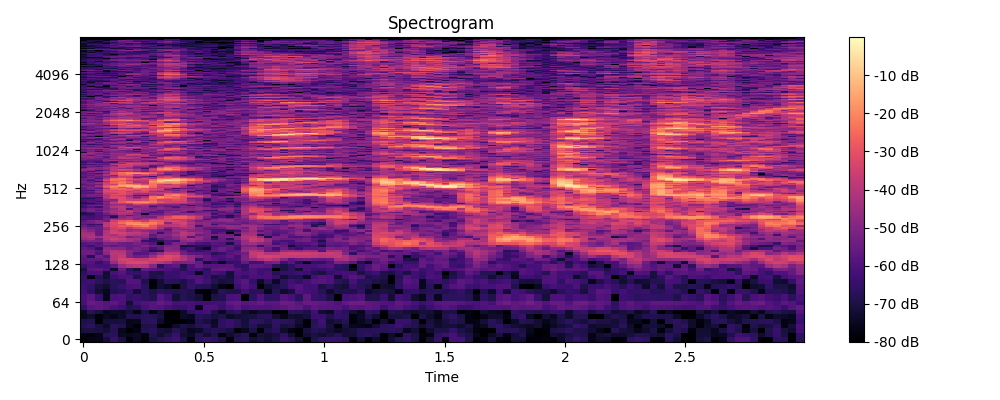 Spectrogram
4096
2048
1024
512
256
128
64
0
Hz
0
0.5
1
1.5
2
2.5
Time
-10 dB
-20 dB
-30 dB
-40 dB
-50 dB
-60 dB
-70 dB
-80 dB